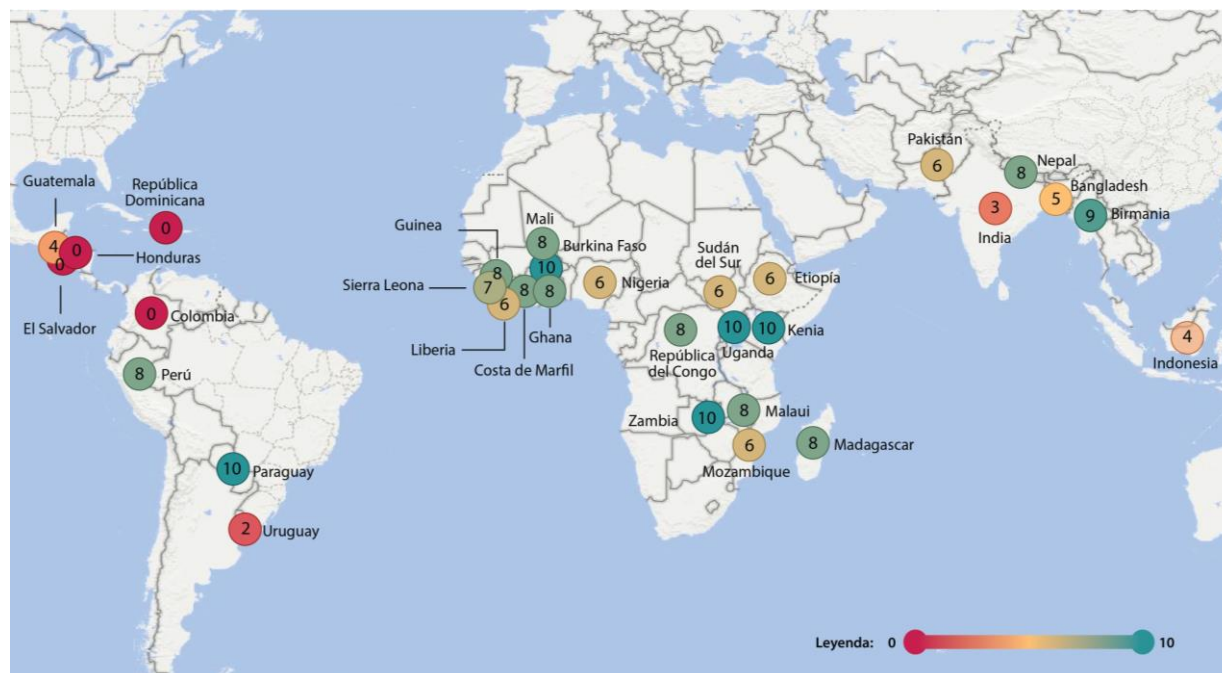 Guatemala
4
República
Dominicana
0
0
Honduras
0
El Salvador
0
Colombia
8
Perú
10
Paraguay
2
Uruguay
Guinea
8
Mali
8
Burkina Faso
10
Sierra Leona
7
6
Liberia
8
Costa de Marfil
8
Ghana
6
Nigeria
Sudán
del Sur
6
6
Etiopía
8
República
del Congo
10
Uganda
10
Kenia
Zambia
10
8
Malaui
6
Mozambique
8
Madagascar
Pakistán
6
8
Nepal
3
India
5
Bangladesh
9
Birmania
4
Indonesia
Leyenda: 0 10